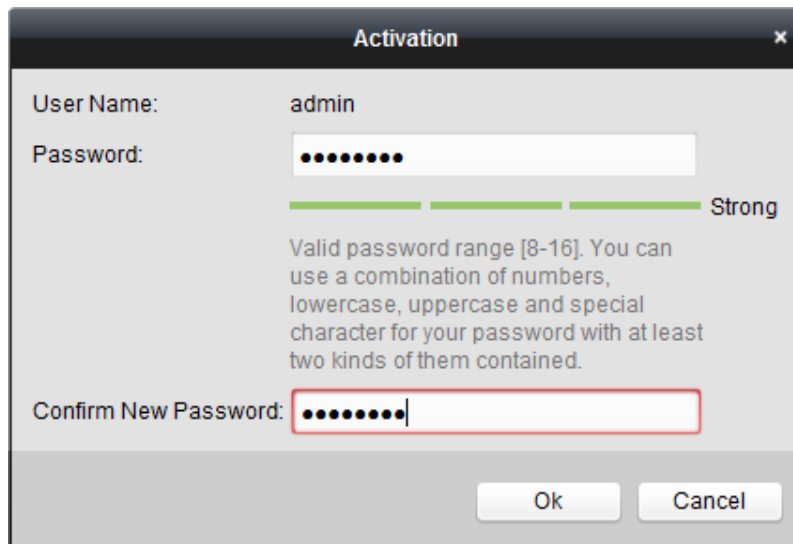 Activation ×
User Name: admin
Password: ••••••••
Strong
Valid password range [8-16]. You can
use a combination of numbers,
lowercase, uppercase and special
character for your password with at least
two kinds of them contained.
Confirm New Password: ••••••••
Ok Cancel